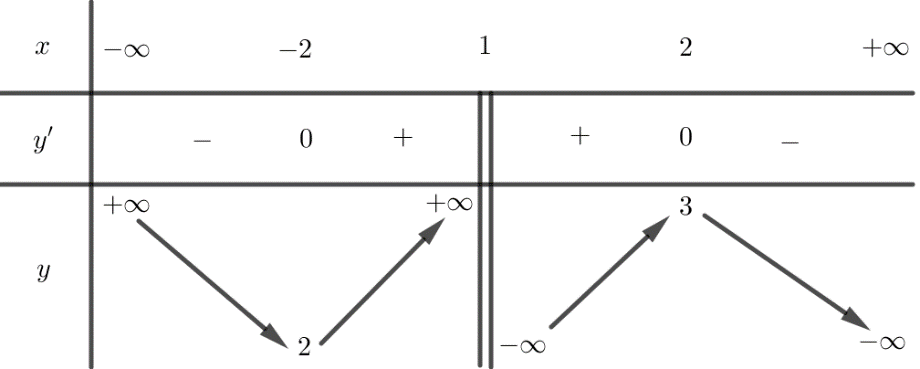 x −∞ −2 1 2 +∞
y′ − 0 + + 0 −
+∞ +∞ 3
y
2 −∞ −∞